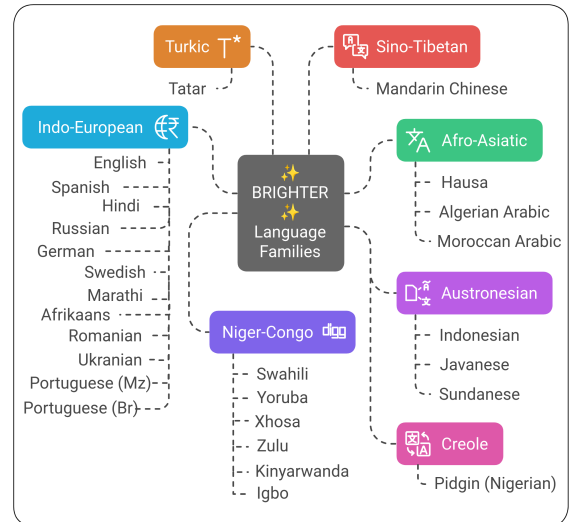 Turkic
Tatar
Sino-Tibetan
Mandarin Chinese
Indo-European
English
Spanish
Hindi
Russian
German
Swedish
Marathi
Afrikaans
Romanian
Ukranian
Portuguese (Mz)
Portuguese (Br)
BRIGHTER
Language
Families
Afro-Asiatic
Hausa
Algerian Arabic
Moroccan Arabic
Austronesian
Indonesian
Javanese
Sundanese
Niger-Congo
Swahili
Yoruba
Xhosa
Zulu
Kinyarwanda
Igbo
Creole
Pidgin (Nigerian)